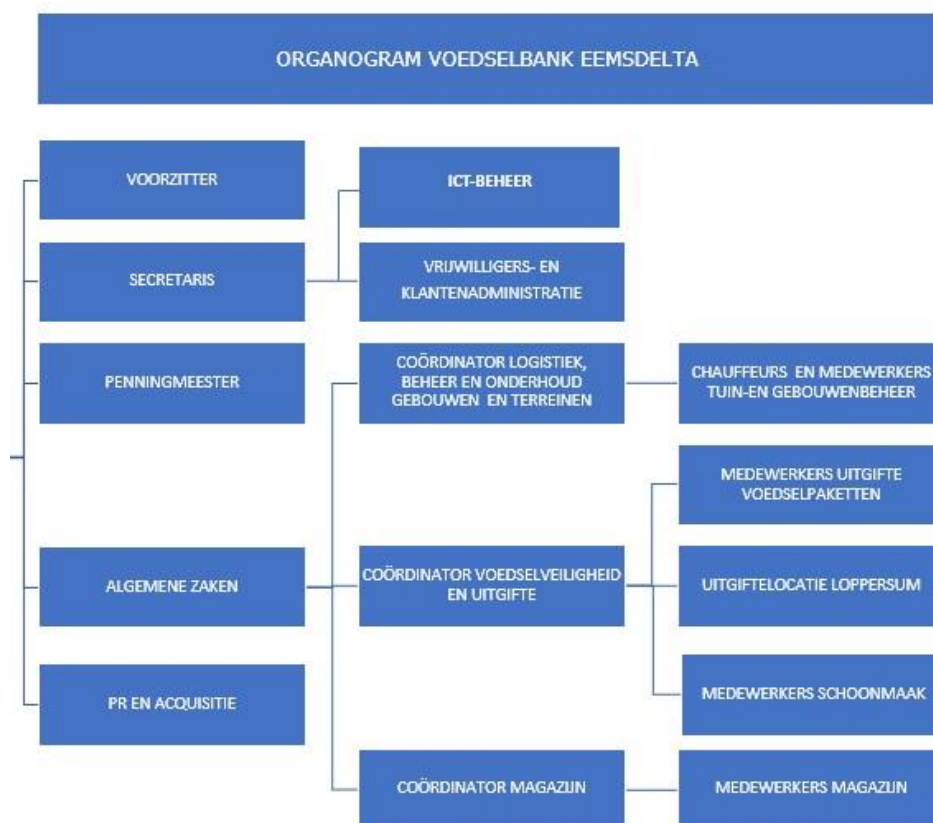 ORGANOGRAM VOEDSELBANK EEMSDELTA
VOORZITTER
ICT-BEHEER
SECRETARIS
VRIJWILLIGERS- EN
KLANTENADMINISTRATIE
PENNINGMEESTER
COÖRDINATOR LOGISTIEK,
BEHEER EN ONDERHOUD
GEBOUWEN EN TERREINEN
CHAUFFEURS EN MEDEWERKERS
TUIN-EN GEBOUWENBEHEER
MEDEWERKERS UITGIFTE
VOEDSELPAKETTEN
ALGEMENE ZAKEN
COÖRDINATOR VOEDSELVEILIGHEID
EN UITGIFTE
UITGIFTELOCATIE LOPPERSUM
PR EN ACQUISITIE
MEDEWERKERS SCHOONMAAK
COÖRDINATOR MAGAZIJN
MEDEWERKERS MAGAZIJN